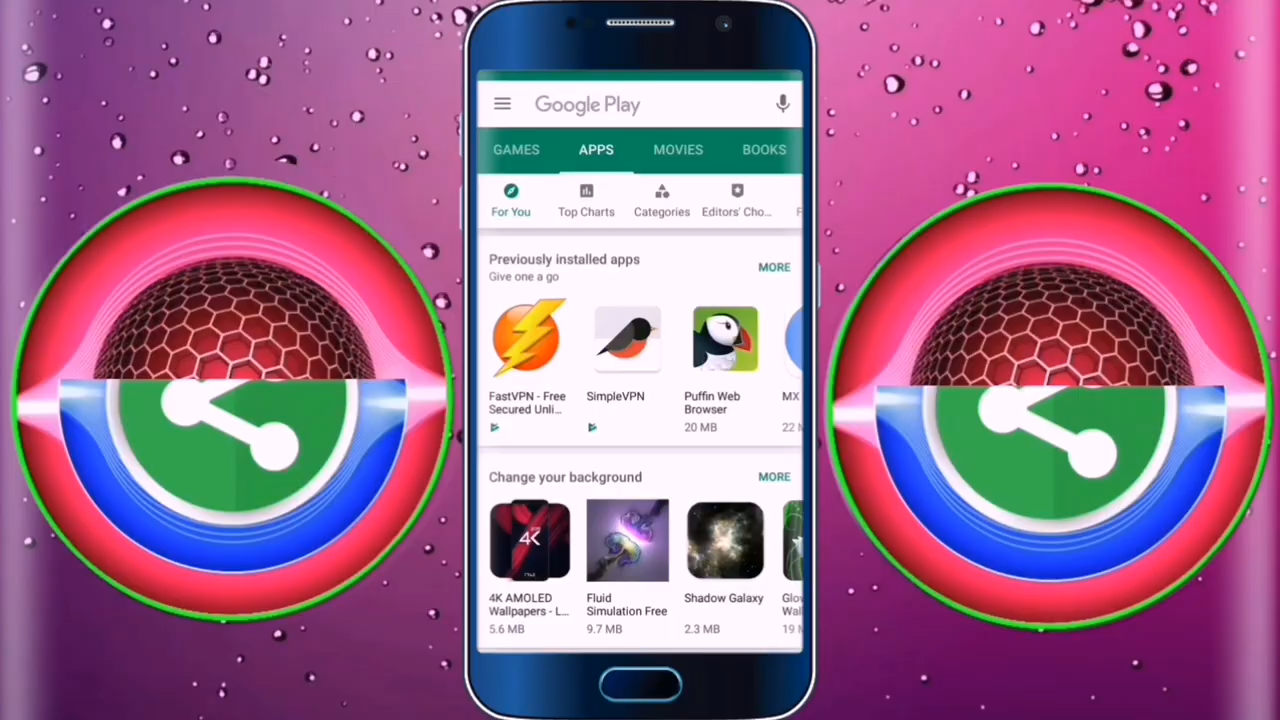 Google Play
GAMES APPS MOVIES BOOKS
For You Top Charts Categories Editors' Cho... F
Previously installed apps
Give one a go
MORE
FastVPN - Free
Secured Unli...
SimpleVPN
Puffin Web
Browser
20 MB
MX
22 M
Change your background
MORE
4K
4K AMOLED
Wallpapers - L...
5.6 MB
Fluid
Simulation Free
9.7 MB
Shadow Galaxy
2.3 MB
Glow
Wall
19 M